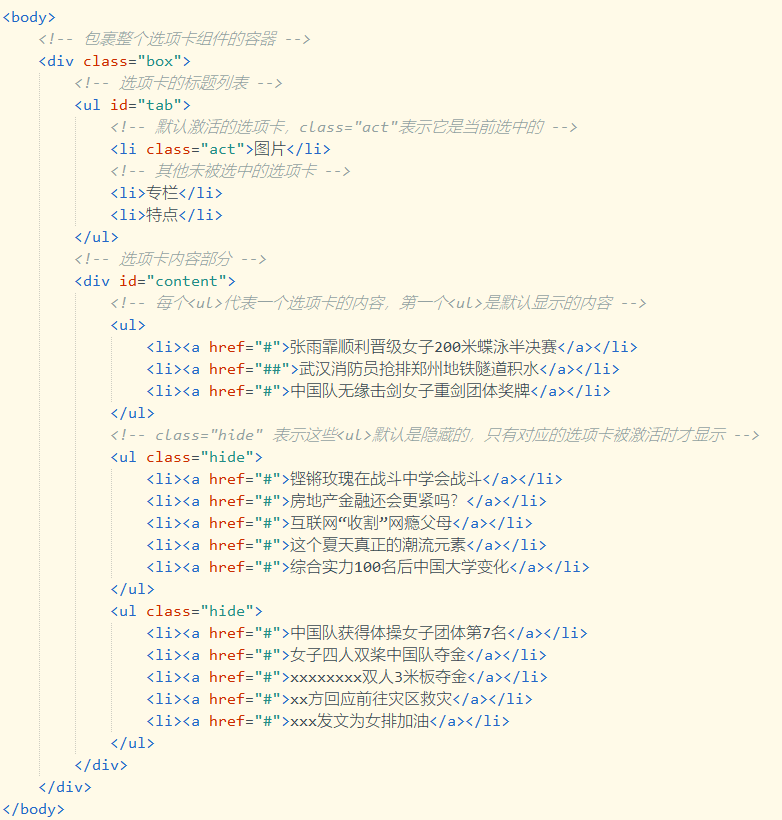 <body>
<!-- 包裹整个选项卡组件的容器 -->
<div class="box">
<!-- 选项卡的标题列表 -->
<ul id="tab">
<!-- 默认激活的选项卡，class="act"表示它是当前选中的 -->
<li class="act">图片</li>
<!-- 其他未被选中的选项卡 -->
<li>专栏</li>
<li>特点</li>
</ul>
<!-- 选项卡内容部分 -->
<div id="content">
<!-- 每个<ul>代表一个选项卡的内容，第一个<ul>是默认显示的内容 -->
<ul>
<li><a href="#">张雨霏顺利晋级女子200米蝶泳半决赛</a></li>
<li><a href="##">武汉消防员抢排郑州地铁隧道积水</a></li>
<li><a href="#">中国队无缘击剑女子重剑团体奖牌</a></li>
</ul>
<!-- class="hide" 表示这些<ul>默认是隐藏的，只有对应的选项卡被激活时才显示 -->
<ul class="hide">
<li><a href="#">铿锵玫瑰在战斗中学会战斗</a></li>
<li><a href="#">房地产金融还会更紧吗？</a></li>
<li><a href="#">互联网“收割”网瘾父母</a></li>
<li><a href="#">这个夏天真正的潮流元素</a></li>
<li><a href="#">综合实力100名后中国大学变化</a></li>
</ul>
<ul class="hide">
<li><a href="#">中国队获得体操女子团体第7名</a></li>
<li><a href="#">女子四人双桨中国队夺金</a></li>
<li><a href="#">xxxxxxxx双人3米板夺金</a></li>
<li><a href="#">xx方回应前往灾区救灾</a></li>
<li><a href="#">xxx发文为女排加油</a></li>
</ul>
</div>
</div>
</body>